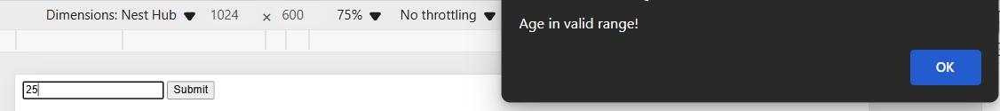 Dimensions: Nest Hub ▼ 1024 × 600 75% ▼ No throttling ▼
Age in valid range!
OK
25 Submit